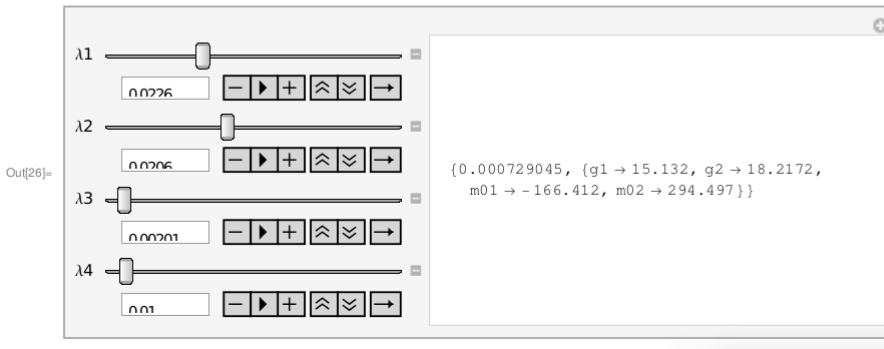 λ1
0.0226
λ2
0.0206
Out[26]=
{0.000729045, {g1 → 15.132, g2 → 18.2172,
m01 → -166.412, m02 → 294.497}}
λ3
0.00201
λ4
0.01